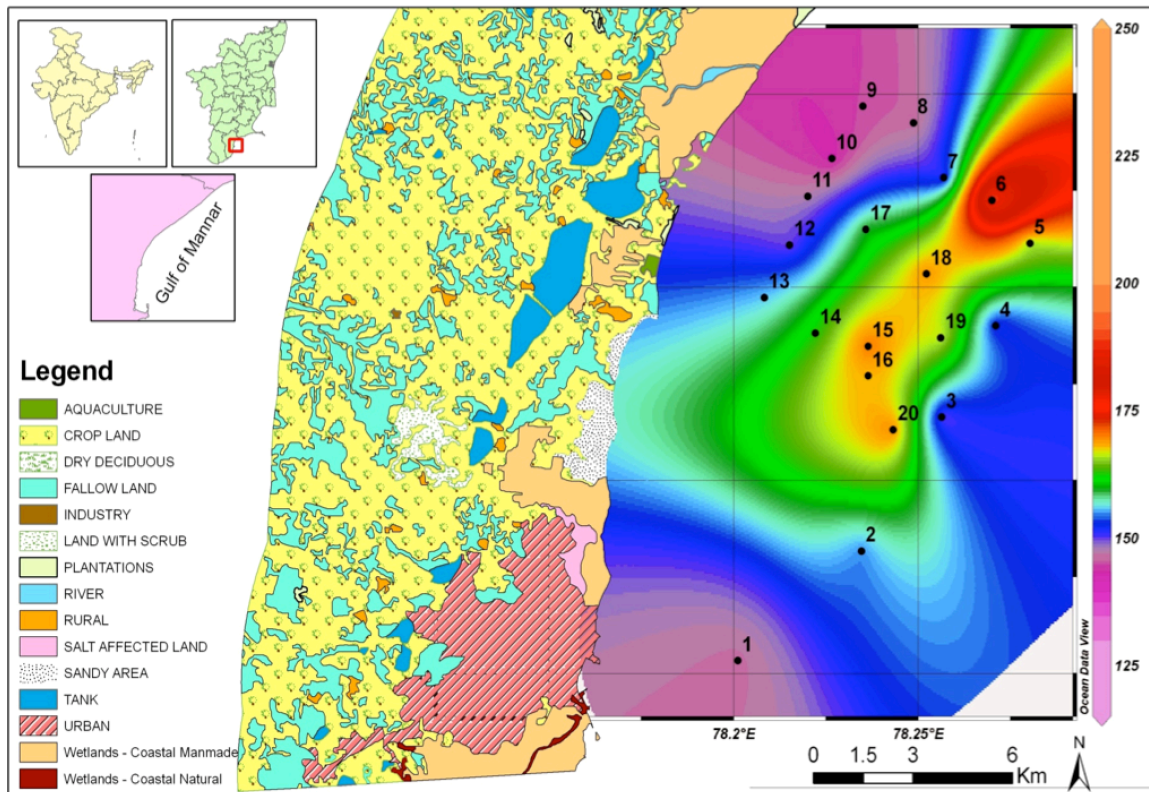 Gulf of Mannar
Legend
AQUACULTURE
CROP LAND
DRY DECIDUOUS
FALLOW LAND
INDUSTRY
LAND WITH SCRUB
PLANTATIONS
RIVER
RURAL
SALT AFFECTED LAND
SANDY AREA
TANK
URBAN
Wetlands - Coastal Manmade
Wetlands - Coastal Natural
9
8
10
7
11
6
17
12
5
18
13
4
14
15
19
16
3
20
2
1
78.2°E
78.25°E
0
1.5
3
6
Km
N
Ocean Data View
250
225
200
175
150
125